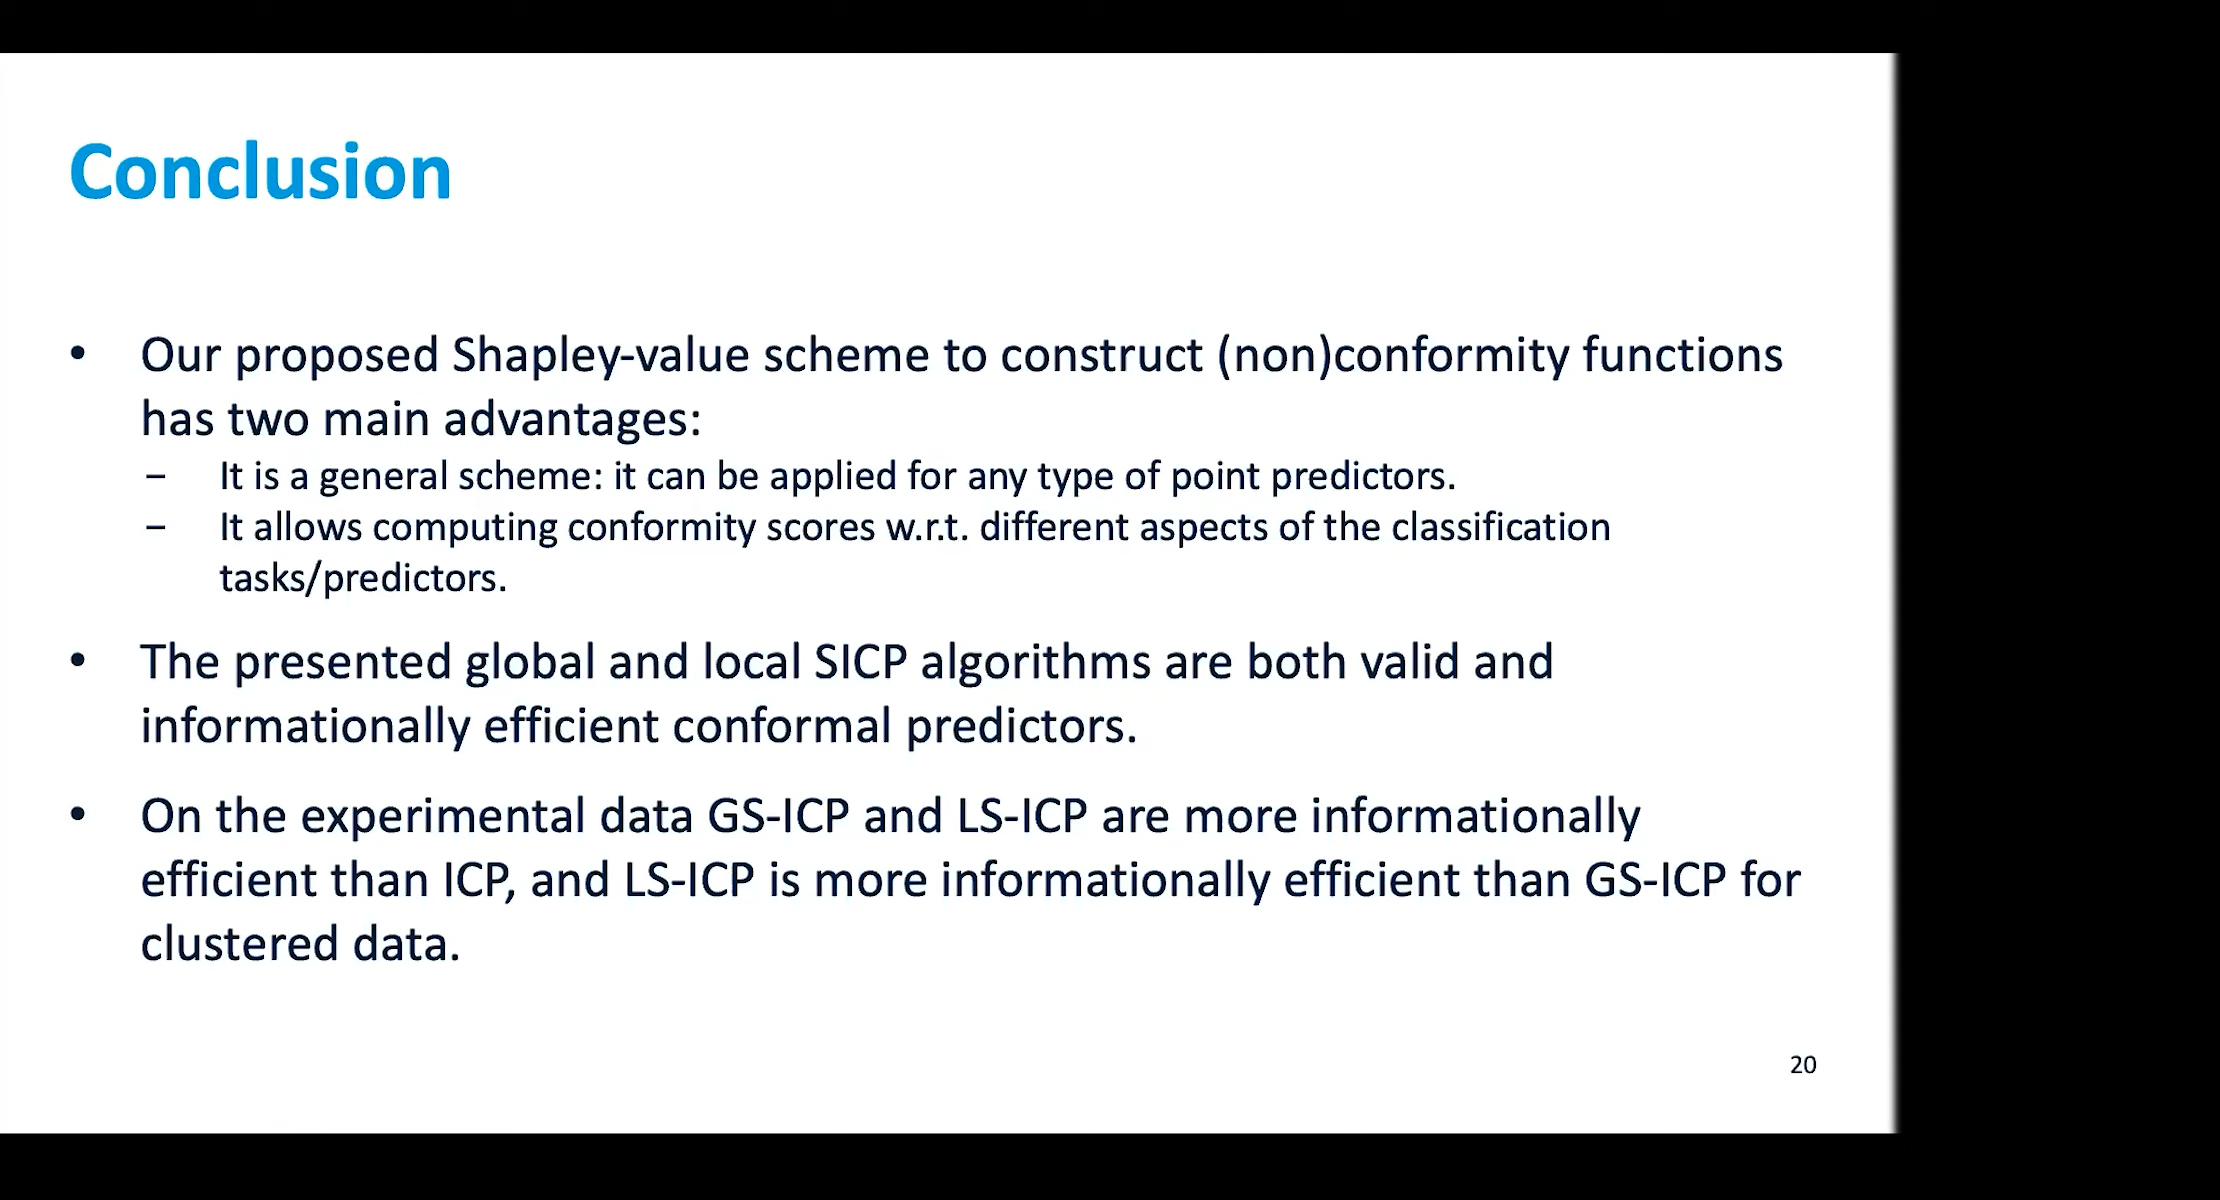 Conclusion
• Our proposed Shapley-value scheme to construct (non)conformity functions
has two main advantages:
– It is a general scheme: it can be applied for any type of point predictors.
– It allows computing conformity scores w.r.t. different aspects of the classification
tasks/predictors.
• The presented global and local SICP algorithms are both valid and
informationally efficient conformal predictors.
• On the experimental data GS-ICP and LS-ICP are more informationally
efficient than ICP, and LS-ICP is more informationally efficient than GS-ICP for
clustered data.
20